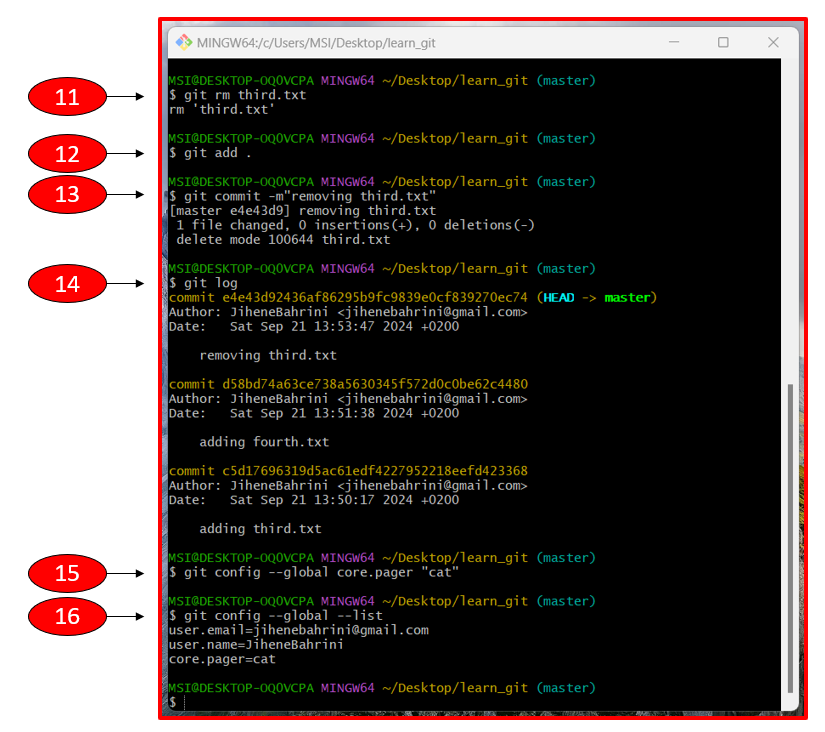 MINGW64:/c/Users/MSI/Desktop/learn_git
MSI@DESKTOP-OQ0VCPA MINGW64 ~/Desktop/learn_git (master)
11
$ git rm third.txt
rm 'third.txt'
MSI@DESKTOP-OQ0VCPA MINGW64 ~/Desktop/learn_git (master)
12
$ git add .
MSI@DESKTOP-OQ0VCPA MINGW64 ~/Desktop/learn_git (master)
13
$ git commit -m"removing third.txt"
[master e4e43d9] removing third.txt
1 file changed, 0 insertions(+), 0 deletions(-)
delete mode 100644 third.txt
MSI@DESKTOP-OQ0VCPA MINGW64 ~/Desktop/learn_git (master)
14
$ git log
commit e4e43d92436af86295b9fc9839e0cf839270ec74 (HEAD -> master)
Author: JiheneBahrini <jihenebahrini@gmail.com>
Date:   Sat Sep 21 13:53:47 2024 +0200
removing third.txt
commit d58bd74a63ce738a5630345f572d0c0be62c4480
Author: JiheneBahrini <jihenebahrini@gmail.com>
Date:   Sat Sep 21 13:51:38 2024 +0200
adding fourth.txt
commit c5d17696319d5ac61edf4227952218eefd423368
Author: JiheneBahrini <jihenebahrini@gmail.com>
Date:   Sat Sep 21 13:50:17 2024 +0200
adding third.txt
MSI@DESKTOP-OQ0VCPA MINGW64 ~/Desktop/learn_git (master)
15
$ git config --global core.pager "cat"
MSI@DESKTOP-OQ0VCPA MINGW64 ~/Desktop/learn_git (master)
16
$ git config --global --list
user.email=jihenebahrini@gmail.com
user.name=JiheneBahrini
core.pager=cat
MSI@DESKTOP-OQ0VCPA MINGW64 ~/Desktop/learn_git (master)
$